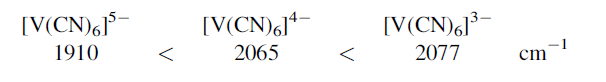 [V(CN)₆]⁵⁻ [V(CN)₆]⁴⁻ [V(CN)₆]³⁻
1910 < 2065 < 2077 cm⁻¹